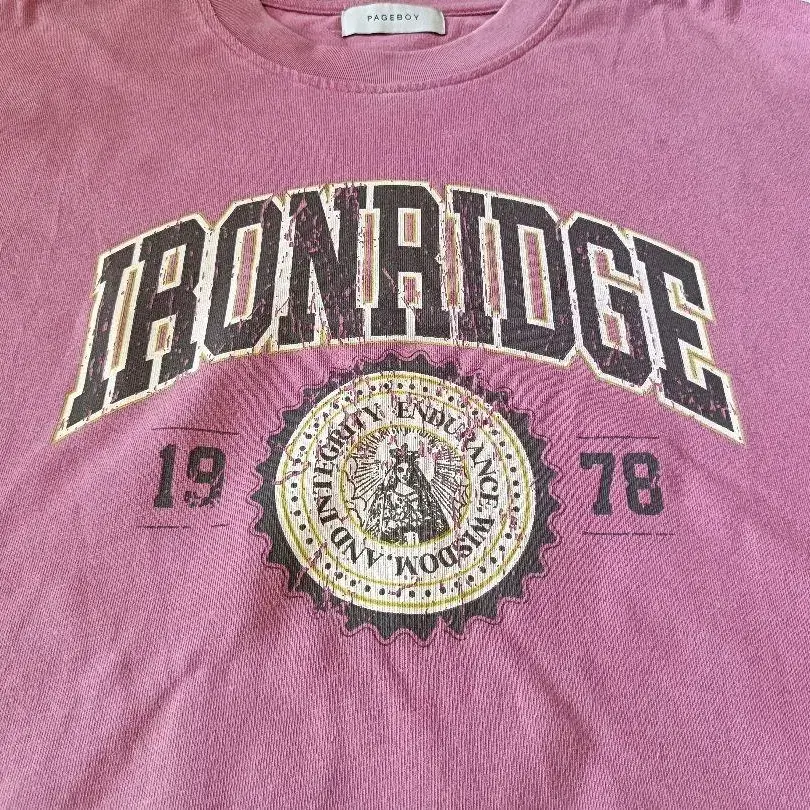 PAGEBOY
IRONRIDGE
19 78
ENDURANCE, WISDOM, AND INTEGRITY